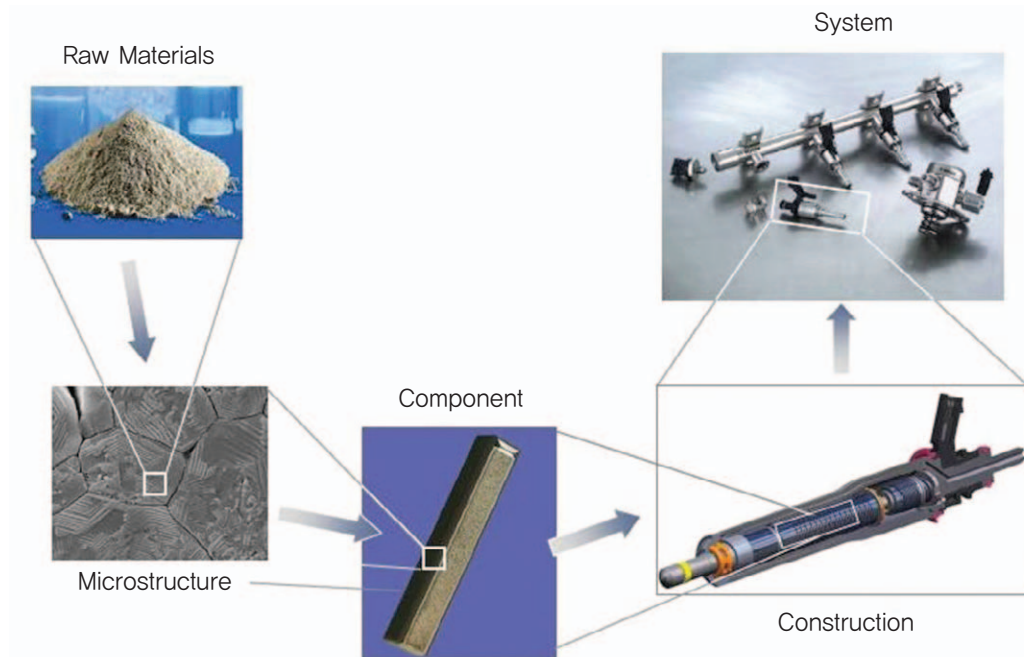 System
Raw Materials
Component
Microstructure
Construction